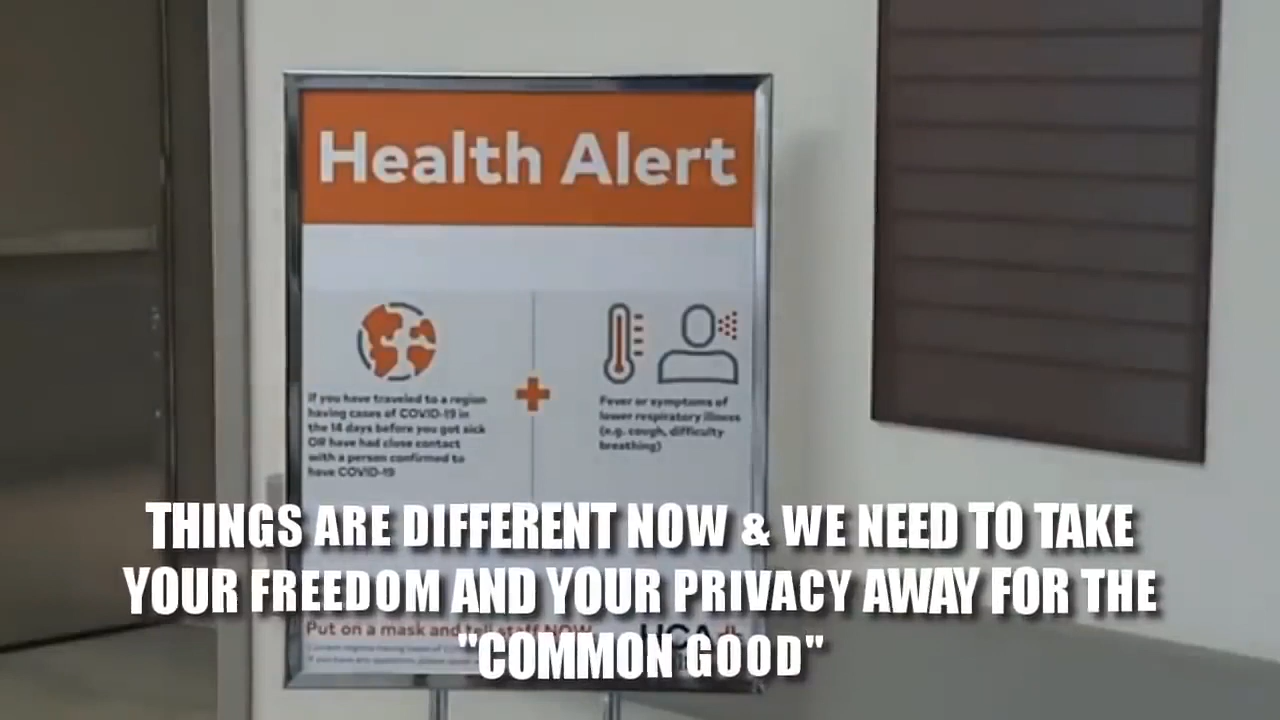 Health Alert
If you have traveled to a region
having cases of COVID-19 in
the 14 days before you got sick
OR have had close contact
with a person confirmed to
have COVID-19
Fever or symptoms of
lower respiratory illness
(e.g. cough, difficulty
breathing)
THINGS ARE DIFFERENT NOW & WE NEED TO TAKE
YOUR FREEDOM AND YOUR PRIVACY AWAY FOR THE
"COMMON GOOD"
Put on a mask and tell staff NOW